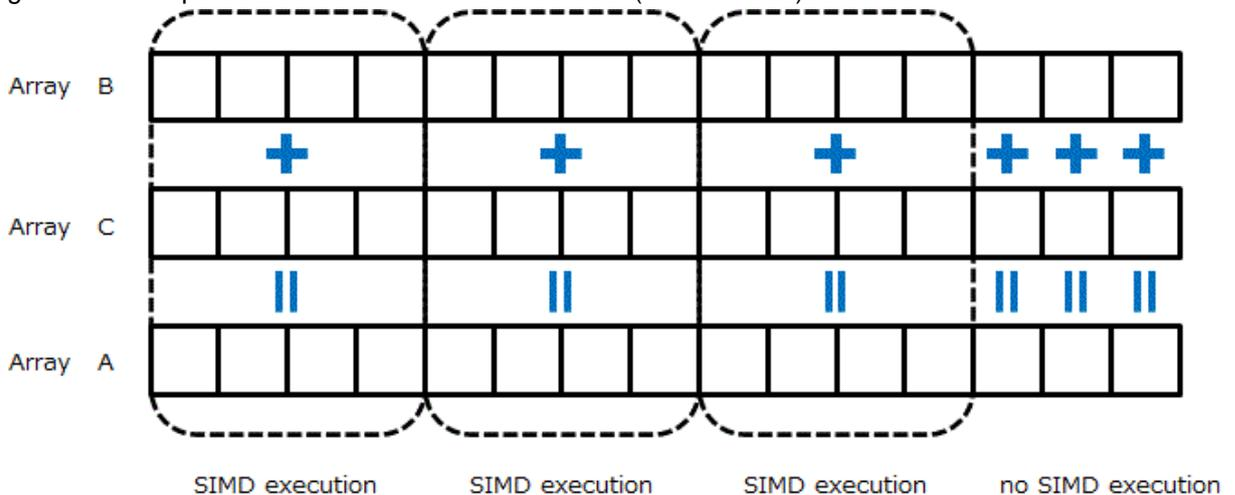 Array B
+ + + + + +
Array C
|| || || || || ||
Array A
SIMD execution SIMD execution SIMD execution no SIMD execution